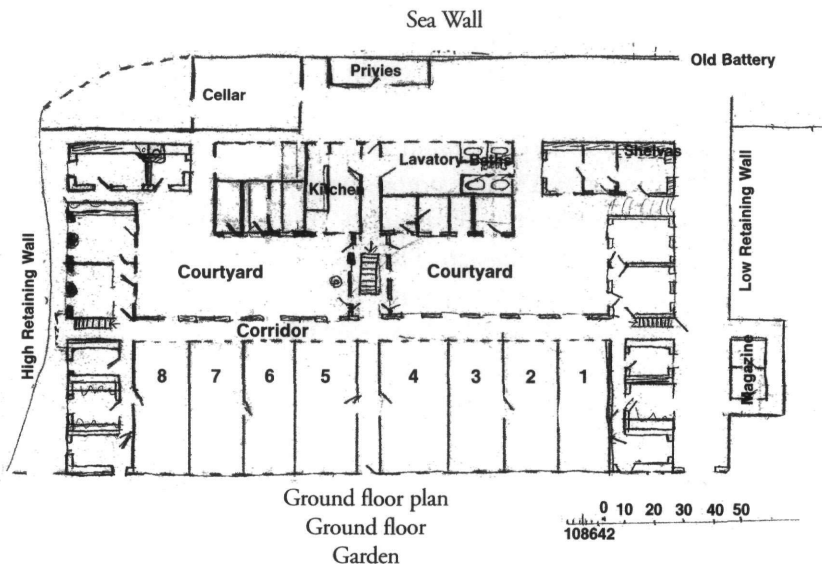 Sea Wall
Old Battery
Privies
Cellar
Lavatory Baths
Shelvas
Kitchen
High Retaining Wall
Low Retaining Wall
Courtyard
Courtyard
Corridor
8 7 6 5 4 3 2 1
Magazine
Ground floor plan
Ground floor
Garden
0 10 20 30 40 50
108642